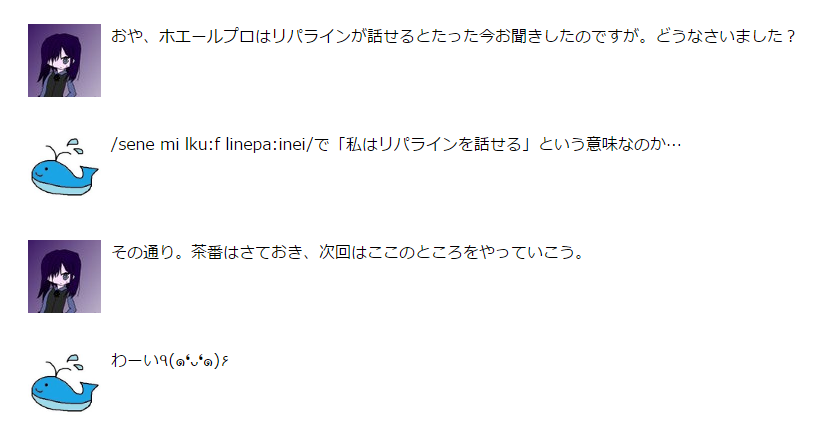 おや、ホエールプロはリパラインが話せるとたった今お聞きしたのですが。どうなさいました？
/sene mi lku:f linepa:inei/で「私はリパラインを話せる」という意味なのか…
その通り。茶番はさておき、次回はここのところをやっていこう。
わーい٩(๑❛ᴗ❛๑)۶